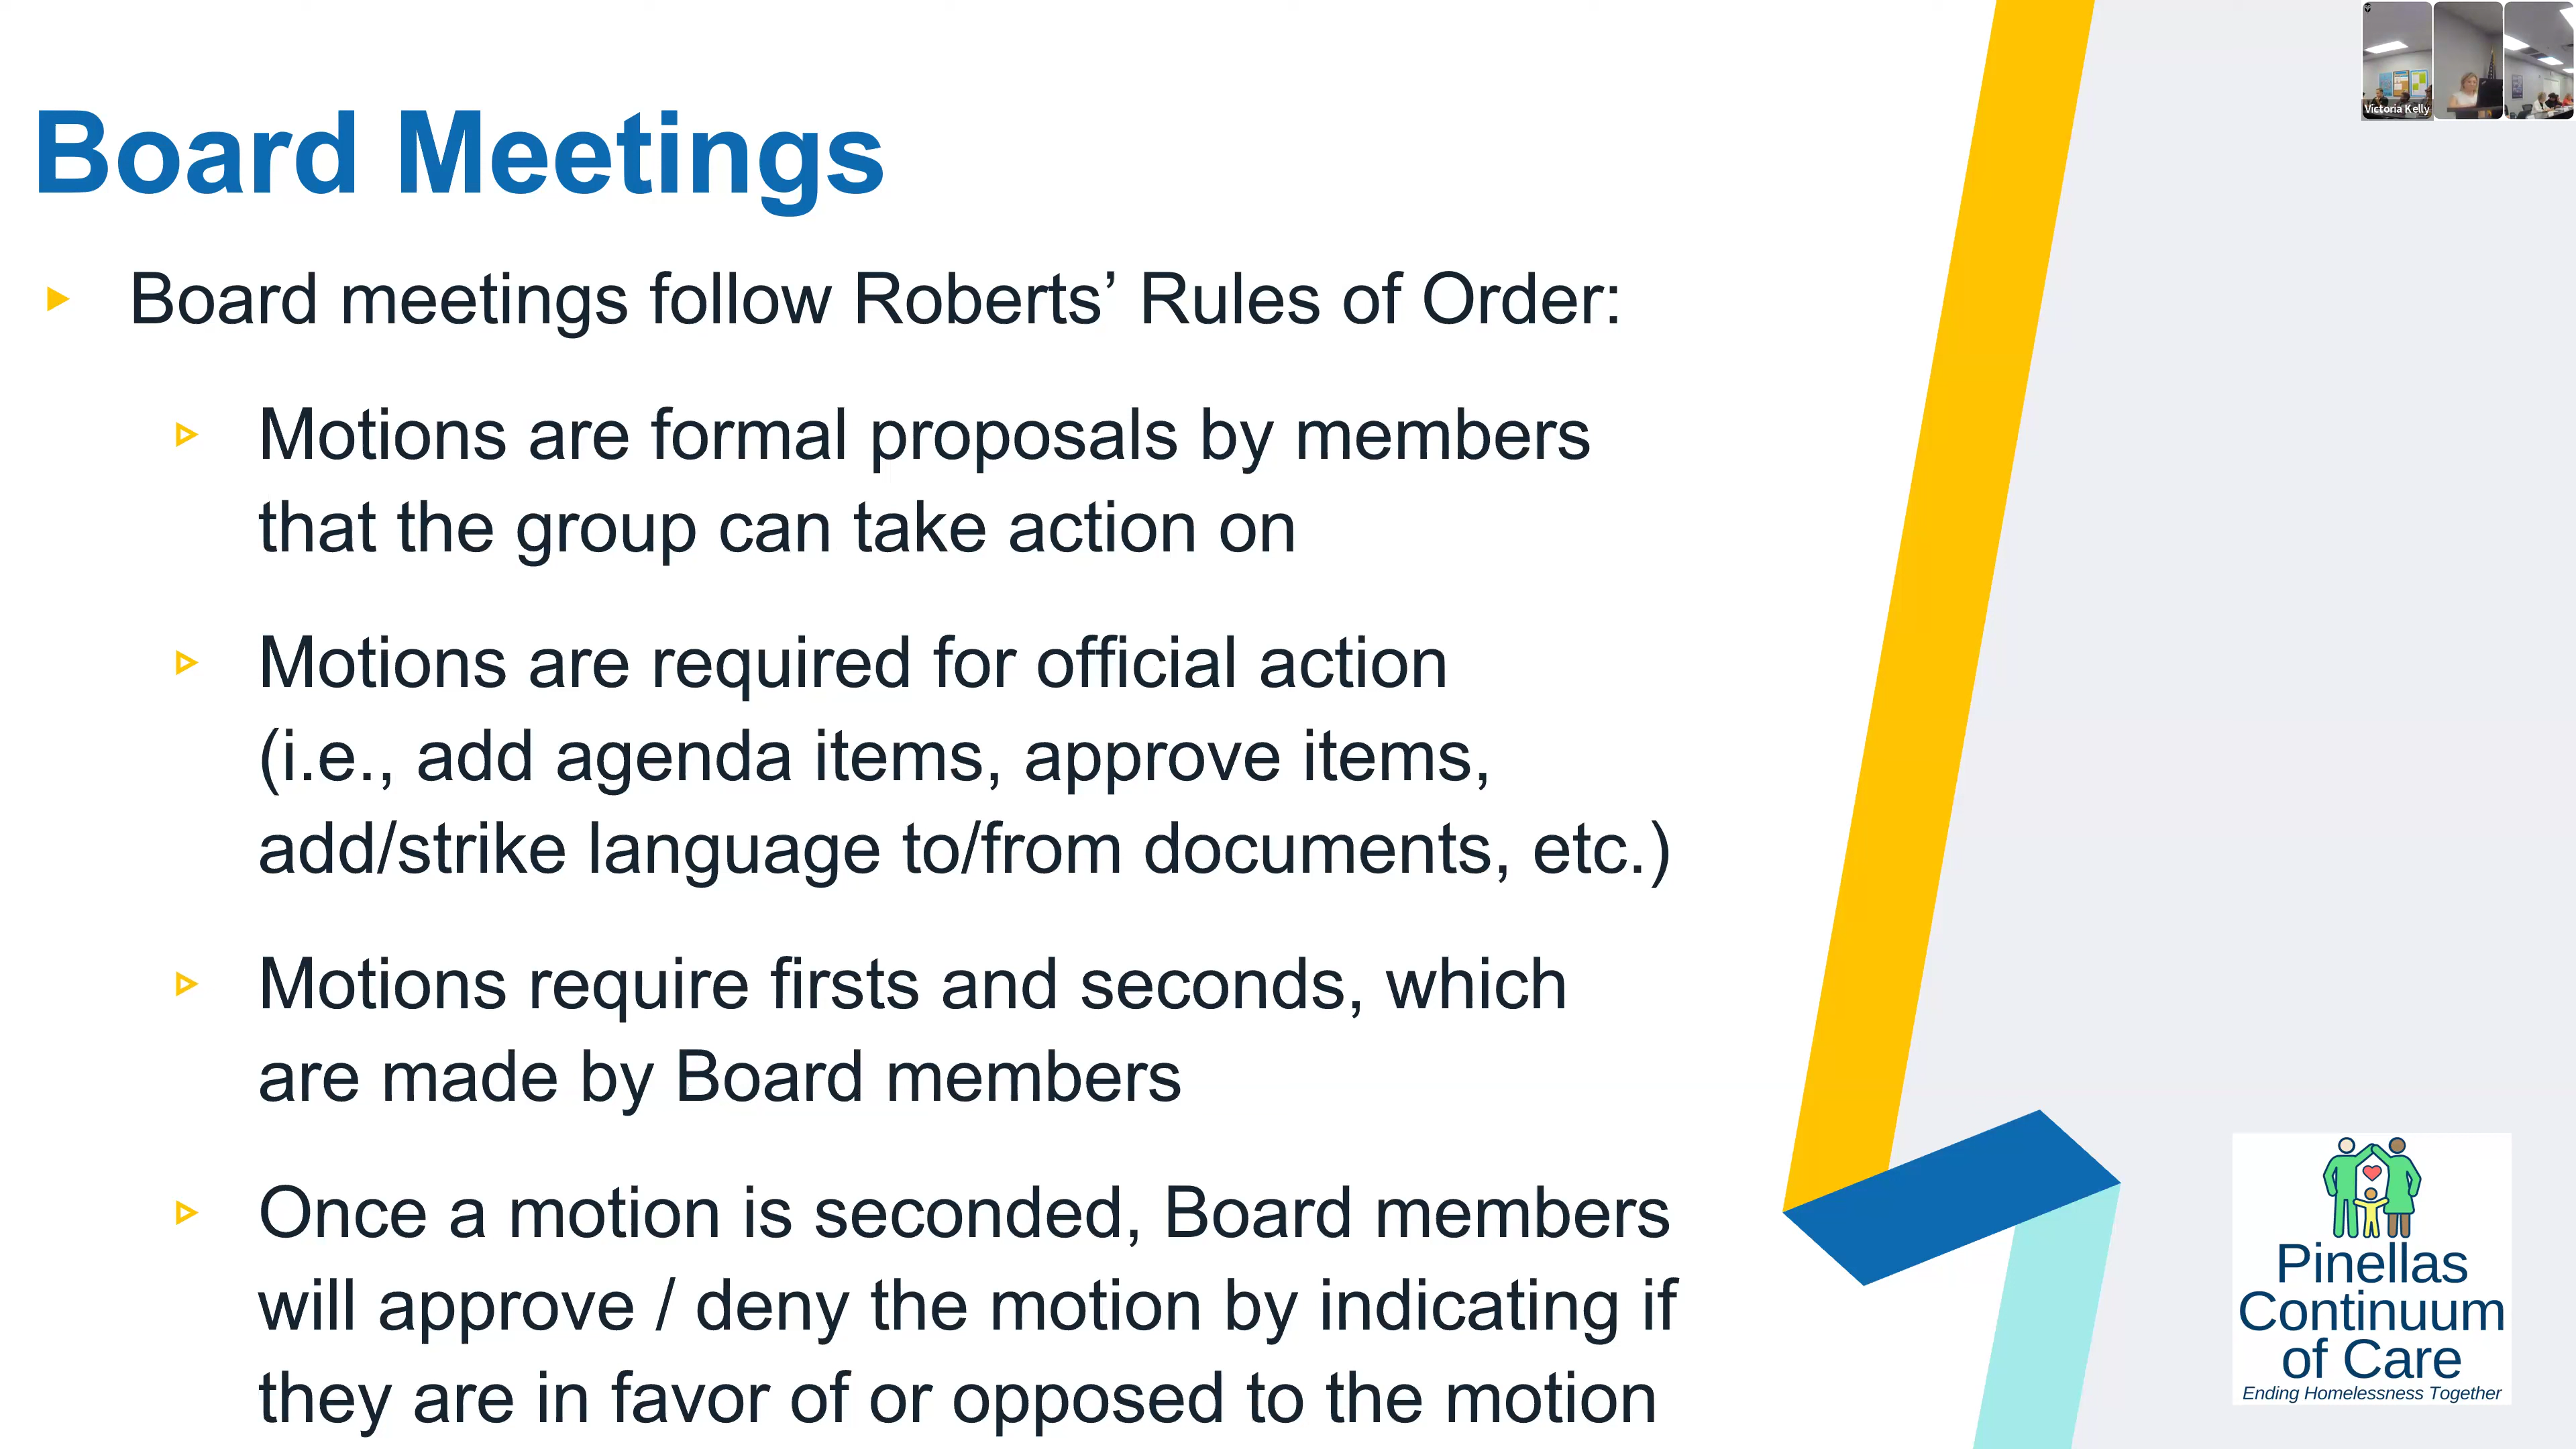 Board Meetings
Board meetings follow Roberts’ Rules of Order:
Motions are formal proposals by members
that the group can take action on
Motions are required for official action
(i.e., add agenda items, approve items,
add/strike language to/from documents, etc.)
Motions require firsts and seconds, which
are made by Board members
Once a motion is seconded, Board members
will approve / deny the motion by indicating if
they are in favor of or opposed to the motion
Victoria Kelly
Pinellas
Continuum
of Care
Ending Homelessness Together